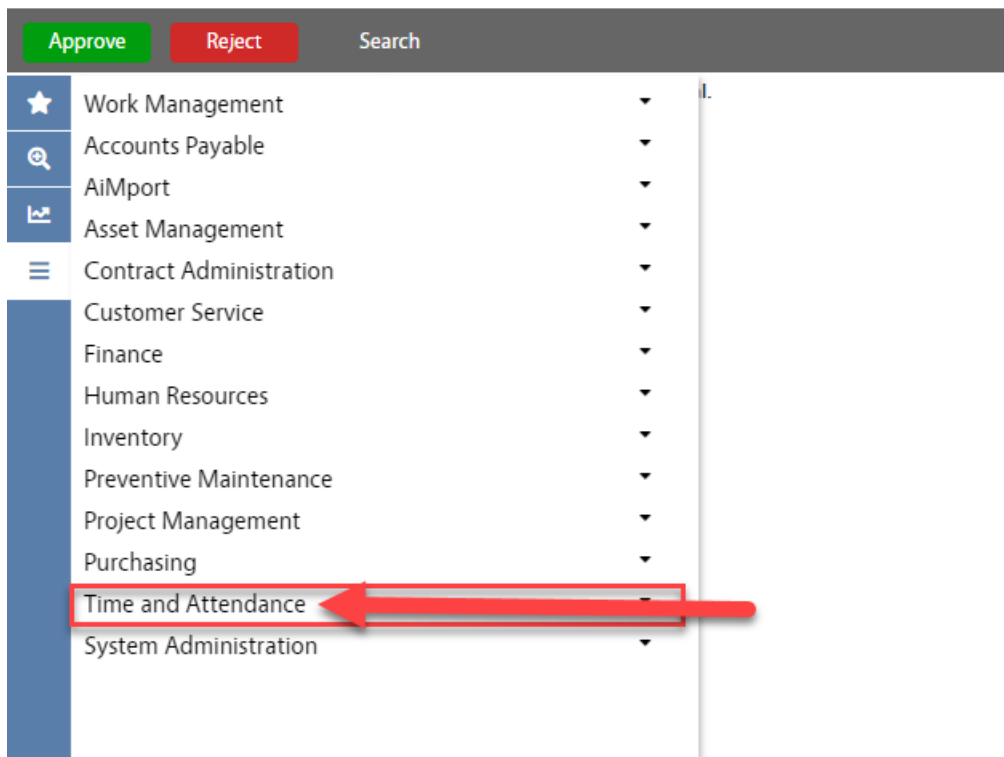 Approve Reject Search
l.
Work Management
Accounts Payable
AiMport
Asset Management
Contract Administration
Customer Service
Finance
Human Resources
Inventory
Preventive Maintenance
Project Management
Purchasing
Time and Attendance
System Administration